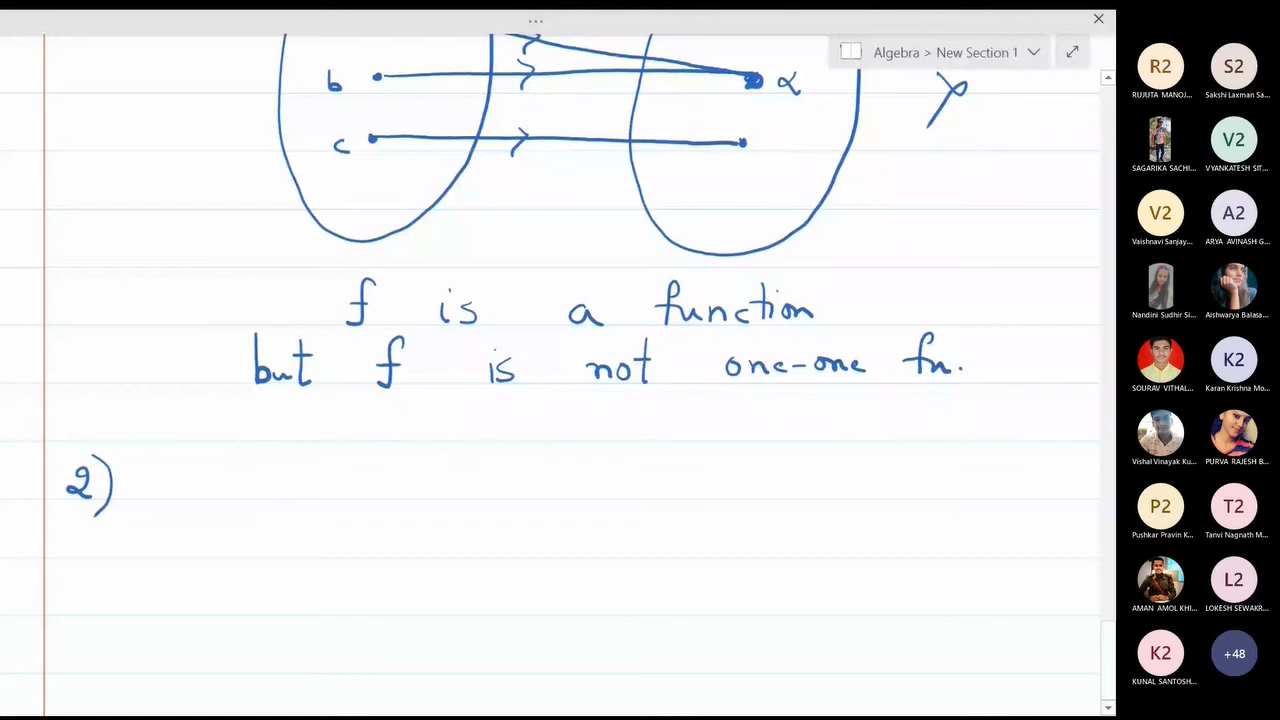 ...
Algebra > New Section 1
b
α
y
c
f is a function
but f is not one-one fn.
2)
R2
S2
RUJUTA MANOJ...
Sakshi Laxman Sa...
V2
SAGARIKA SACHI...
VYANKATESH SIT...
V2
A2
Vaishnavi Sanjay...
ARYA AVINASH G...
Nandini Sudhir Si...
Aishwarya Balasa...
K2
SOURAV VITHAL...
Karan Krishna Mo...
Vishal Vinayak Ku...
PURVA RAJESH B...
P2
T2
Pushkar Pravin K...
Tanvi Nagnath M...
L2
AMAN AMOL KHI...
LOKESH SEWAKR...
K2
+48
KUNAL SANTOSH...